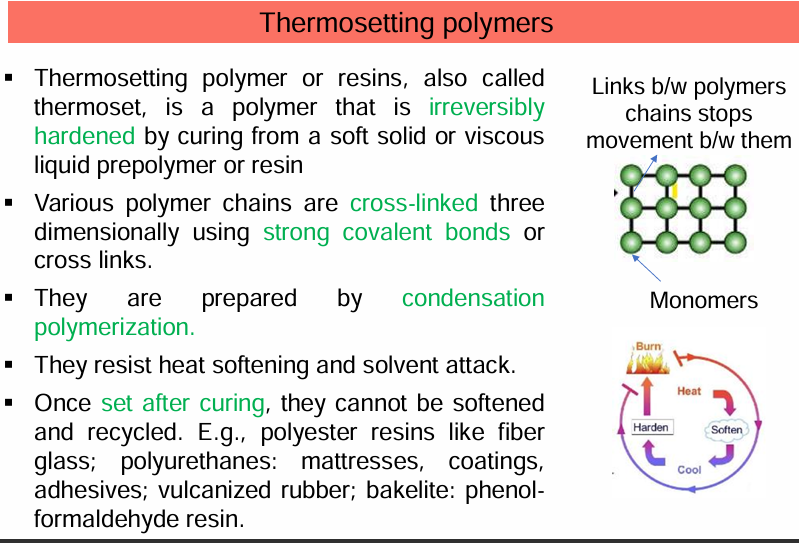 Thermosetting polymers
▪ Thermosetting polymer or resins, also called
thermoset, is a polymer that is irreversibly
hardened by curing from a soft solid or viscous
liquid prepolymer or resin
▪ Various polymer chains are cross-linked three
dimensionally using strong covalent bonds or
cross links.
▪ They are prepared by condensation
polymerization.
▪ They resist heat softening and solvent attack.
▪ Once set after curing, they cannot be softened
and recycled. E.g., polyester resins like fiber
glass; polyurethanes: mattresses, coatings,
adhesives; vulcanized rubber; bakelite: phenol-
formaldehyde resin.
Links b/w polymers
chains stops
movement b/w them
Monomers
Burn
Heat
Harden
Soften
Cool